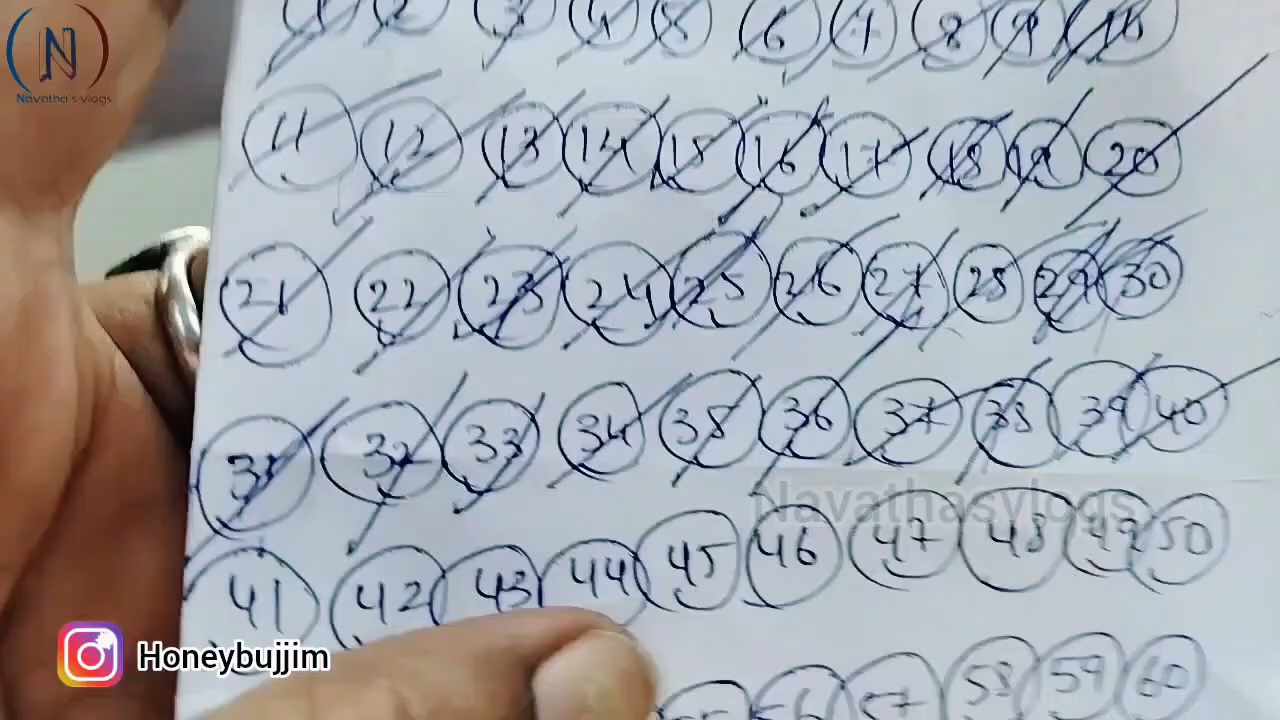 N
Navatha's vlogs
1 2 3 4 5 6 7 8 9 10
11 12 13 14 15 16 17 18 19 20
21 22 23 24 25 26 27 28 29 30
31 32 33 34 35 36 37 38 39 40
Navathasvlogs
41 42 43 44 45 46 47 48 49 50
Honeybujjim
57 58 59 60